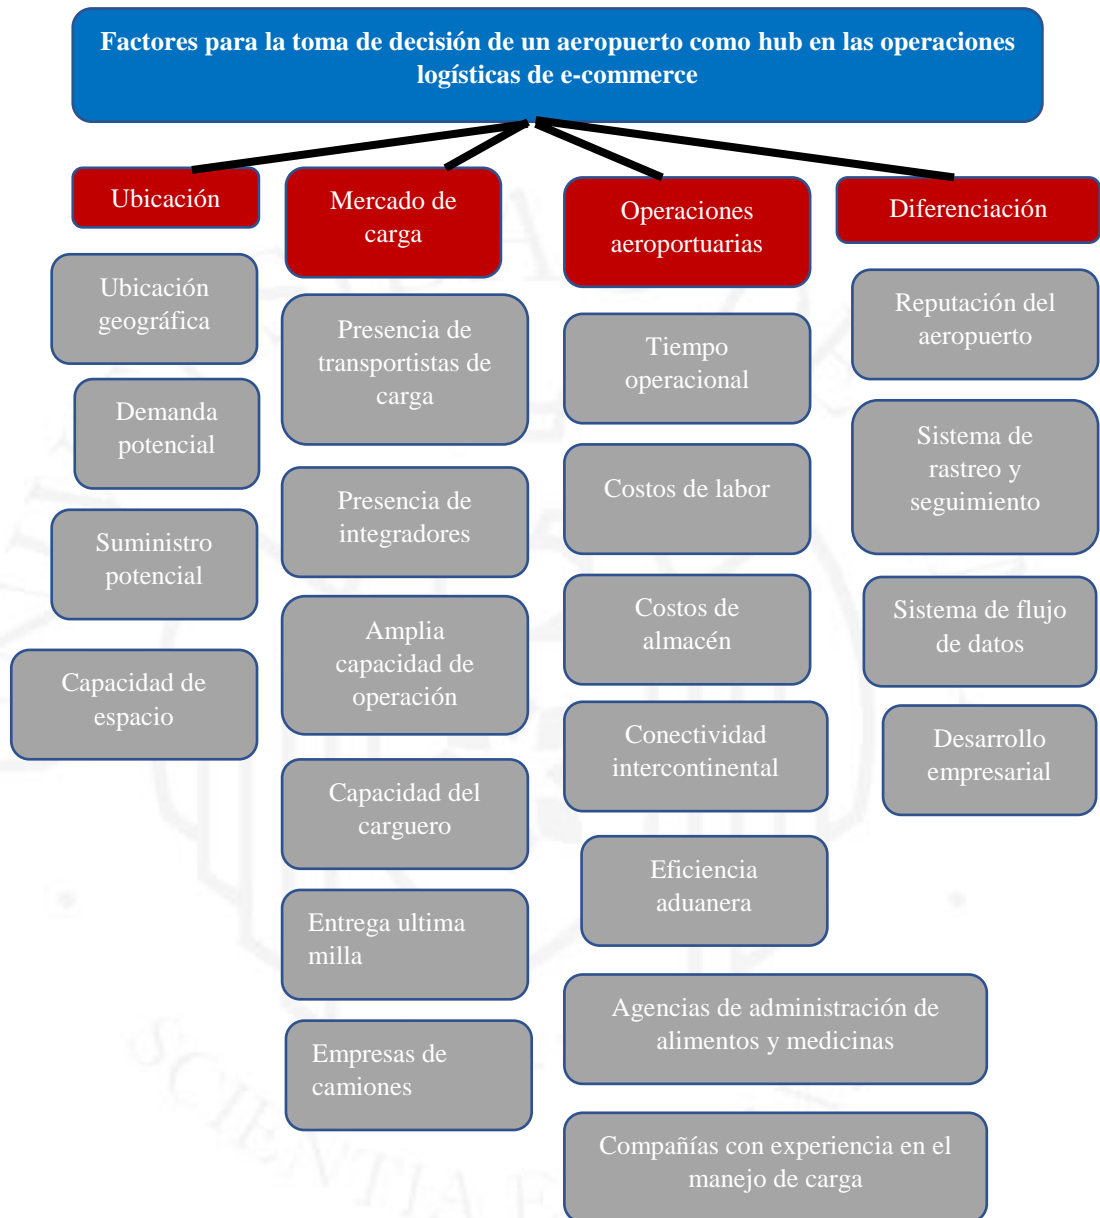 Factores para la toma de decisión de un aeropuerto como hub en las operaciones
logísticas de e-commerce
Ubicación
Ubicación
geográfica
Demanda
potencial
Suministro
potencial
Capacidad de
espacio
Mercado de
carga
Presencia de
transportistas de
carga
Presencia de
integradores
Amplia
capacidad de
operación
Capacidad del
carguero
Entrega ultima
milla
Empresas de
camiones
Operaciones
aeroportuarias
Tiempo
operacional
Costos de labor
Costos de
almacén
Conectividad
intercontinental
Eficiencia
aduanera
Agencias de administración de
alimentos y medicinas
Compañías con experiencia en el
manejo de carga
Diferenciación
Reputación del
aeropuerto
Sistema de
rastreo y
seguimiento
Sistema de flujo
de datos
Desarrollo
empresarial
SCIENTIA